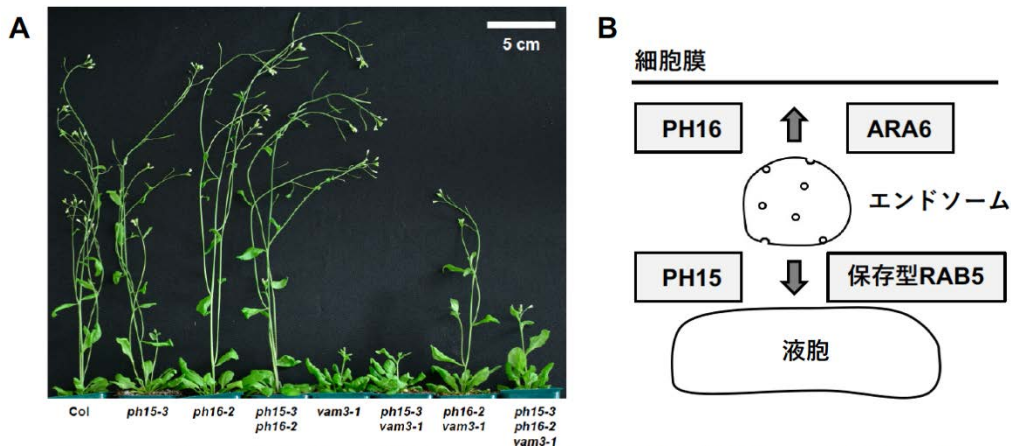 A
5 cm
Col
ph15-3
ph16-2
ph15-3
ph16-2
vam3-1
ph15-3
vam3-1
ph16-2
vam3-1
ph15-3
ph16-2
vam3-1
B
細胞膜
PH16
ARA6
エンドソーム
PH15
保存型RAB5
液胞